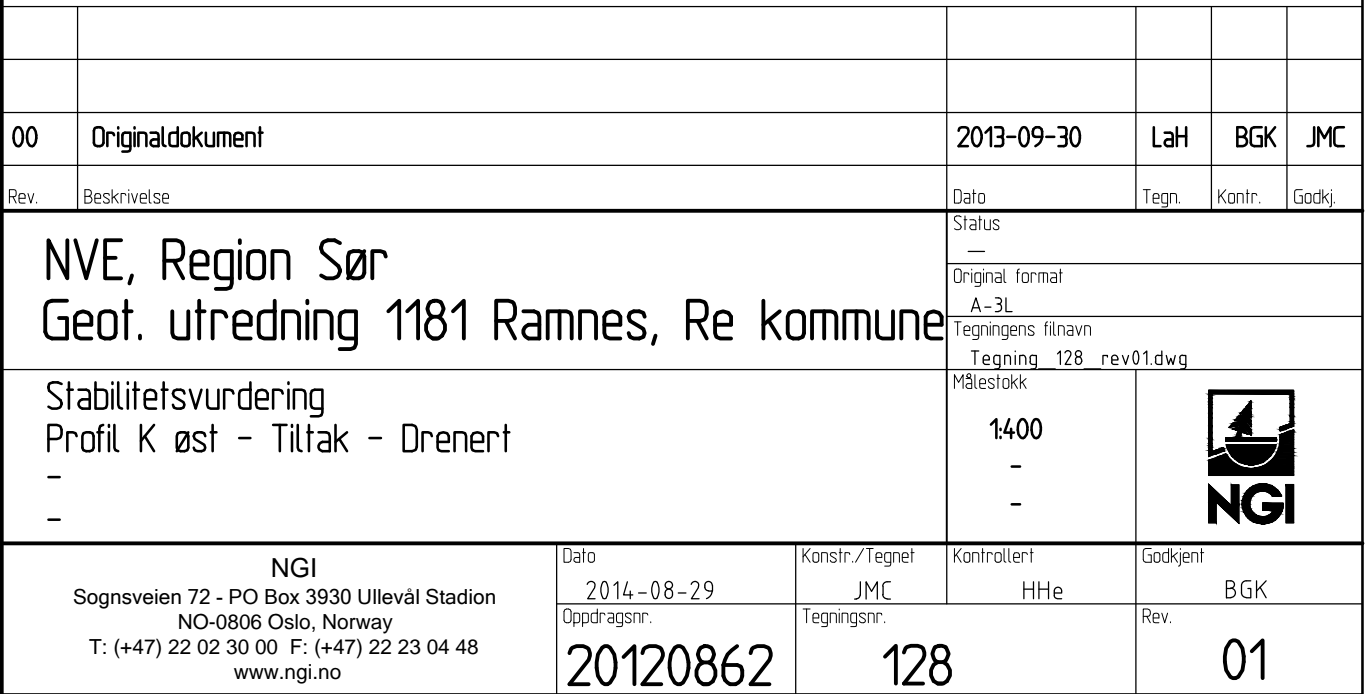 00 Originaldokument 2013-09-30 LaH BGK JMC
Rev. Beskrivelse Dato Tegn. Kontr. Godkj.
NVE, Region Sør
Geot. utredning 1181 Ramnes, Re kommune
Status
—
Original format
A-3L
Tegningens filnavn
Tegning_128_rev01.dwg
Stabilitetsvurdering
Profil K øst - Tiltak - Drenert
-
-
Målestokk
1:400
-
-
NGI
NGI
Sognsveien 72 - PO Box 3930 Ullevål Stadion
NO-0806 Oslo, Norway
T: (+47) 22 02 30 00 F: (+47) 22 23 04 48
www.ngi.no
Dato
2014-08-29
Konstr./Tegnet
JMC
Kontrollert
HHe
Godkjent
BGK
Oppdragsnr.
20120862
Tegningsnr.
128
Rev.
01